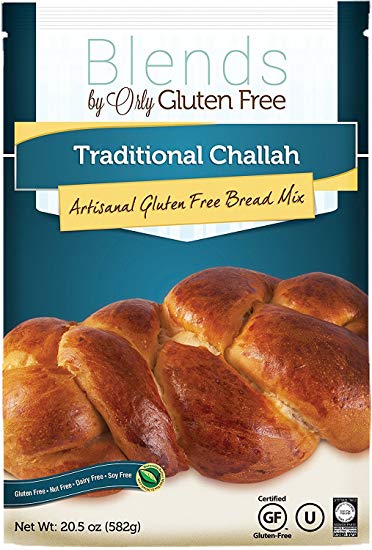 Blends
by Orly Gluten Free
Traditional Challah
Artisanal Gluten Free Bread Mix
Gluten Free • Nut Free • Dairy Free • Soy Free
Certified
GF
Gluten-Free
U
Net Wt: 20.5 oz (582g)